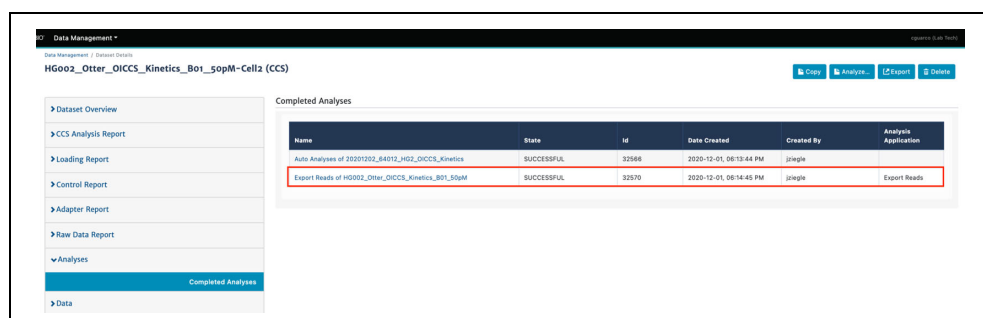 Data Management
cguarco (Lab Tech)
Data Management / Dataset Details
HG002_Otter_OICCS_Kinetics_B01_50pM-Cell2 (CCS)
Copy Analyze... Export Delete
Dataset Overview
CCS Analysis Report
Loading Report
Control Report
Adapter Report
Raw Data Report
Analyses
Completed Analyses
Data
Completed Analyses
Name State Id Date Created Created By Analysis Application
Auto Analyses of 20201202_64012_HG2_OICCS_Kinetics SUCCESSFUL 32566 2020-12-01, 06:13:44 PM jziegle
Export Reads of HG002_Otter_OICCS_Kinetics_B01_50pM SUCCESSFUL 32570 2020-12-01, 06:14:45 PM jziegle Export Reads